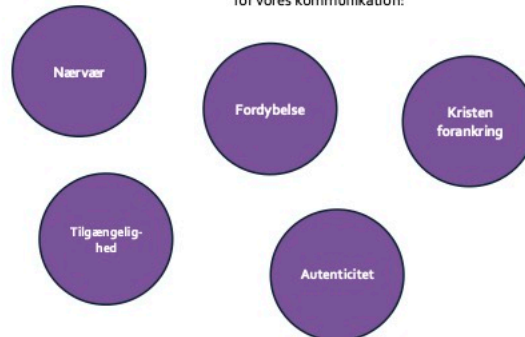 for vores kommunikation:
Nærvær
Fordybelse
Kristen
forankring
Tilgængelig-
hed
Autenticitet